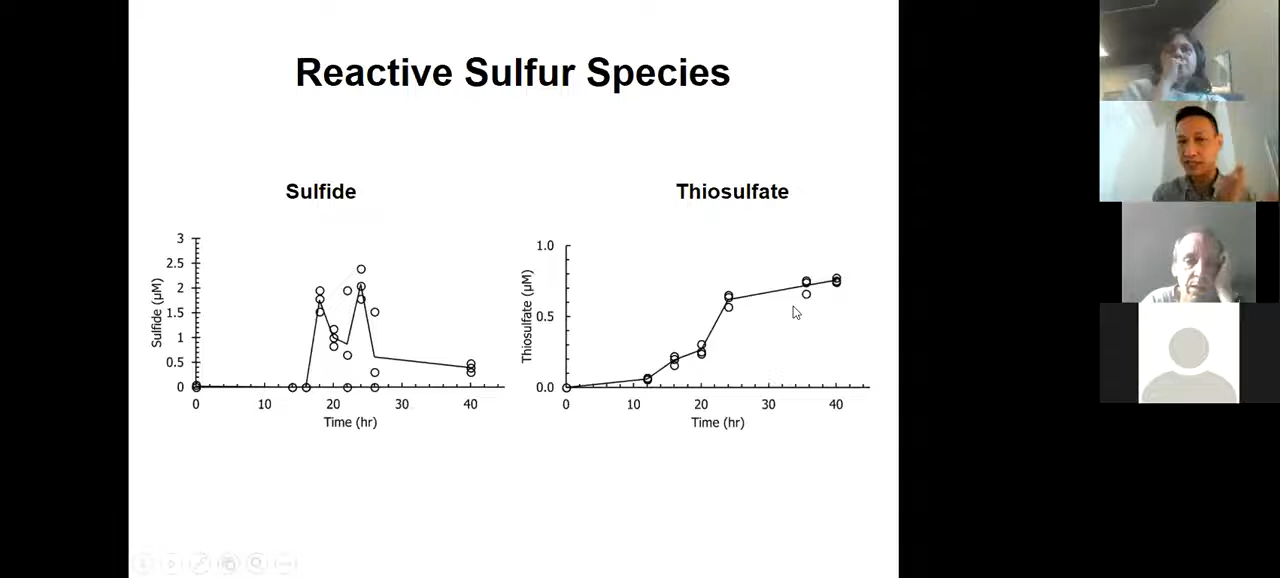 Reactive Sulfur Species
Sulfide
3
2.5
2
1.5
1
0.5
0
Sulfide (µM)
0 10 20 30 40
Time (hr)
Thiosulfate
1.0
0.5
0.0
Thiosulfate (µM)
0 10 20 30 40
Time (hr)